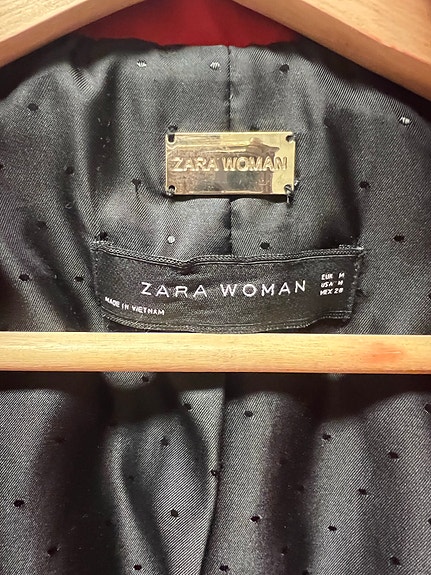 ZARA WOMAN
ZARA WOMAN
EUR M
USA M
MEX 28
MADE IN VIETNAM